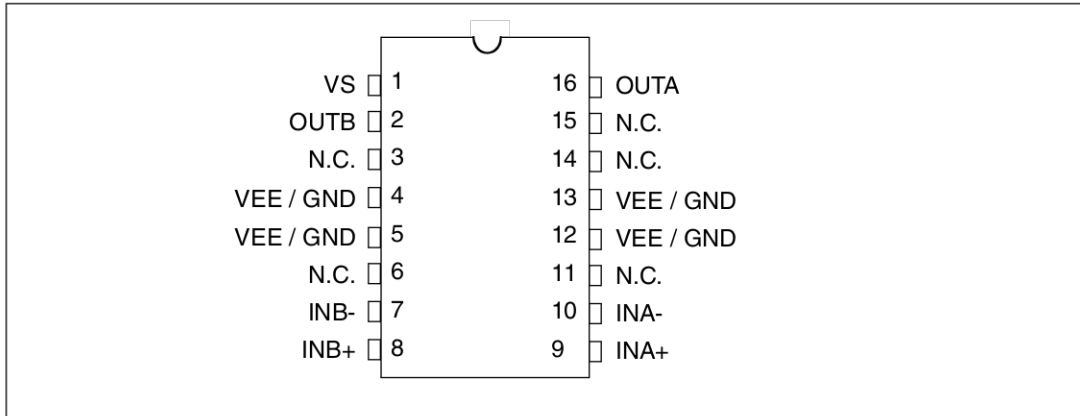 VS 1 16 OUTA
OUTB 2 15 N.C.
N.C. 3 14 N.C.
VEE / GND 4 13 VEE / GND
VEE / GND 5 12 VEE / GND
N.C. 6 11 N.C.
INB- 7 10 INA-
INB+ 8 9 INA+